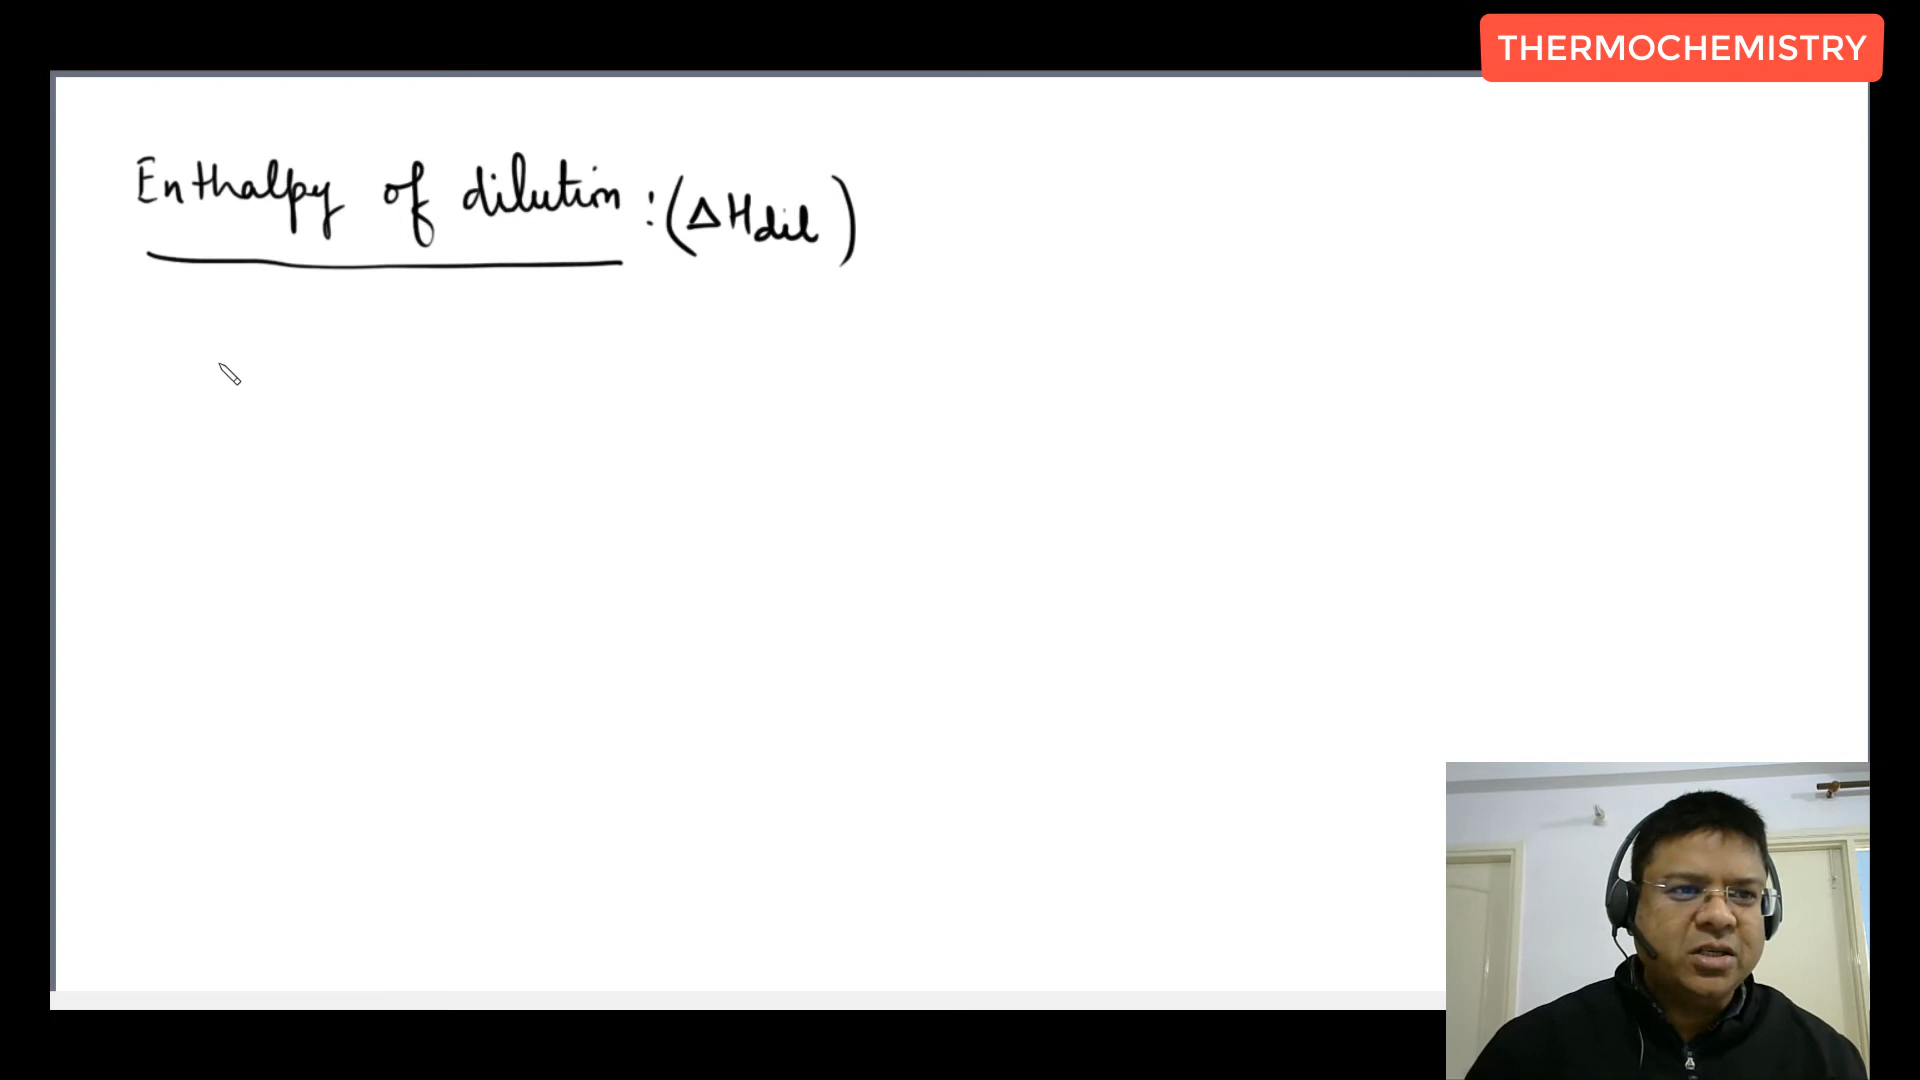 THERMOCHEMISTRY
Enthalpy of dilution : (ΔHdil)